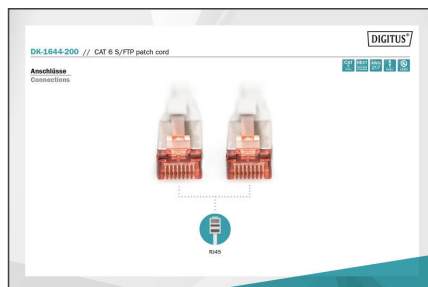 DIGITUS®
DK-1644-200 // CAT 6 S/FTP patch cord
Anschlüsse
Connections
RJ45